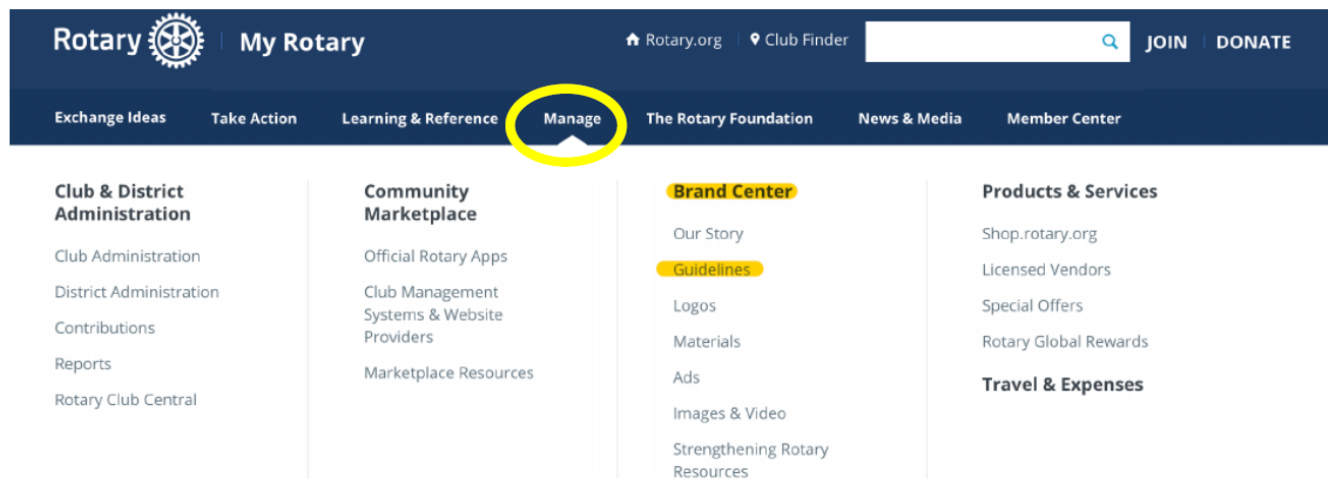 Rotary My Rotary Rotary.org Club Finder JOIN DONATE
Exchange Ideas Take Action Learning & Reference Manage The Rotary Foundation News & Media Member Center
Club & District
Administration
Club Administration
District Administration
Contributions
Reports
Rotary Club Central
Community
Marketplace
Official Rotary Apps
Club Management
Systems & Website
Providers
Marketplace Resources
Brand Center
Our Story
Guidelines
Logos
Materials
Ads
Images & Video
Strengthening Rotary
Resources
Products & Services
Shop.rotary.org
Licensed Vendors
Special Offers
Rotary Global Rewards
Travel & Expenses